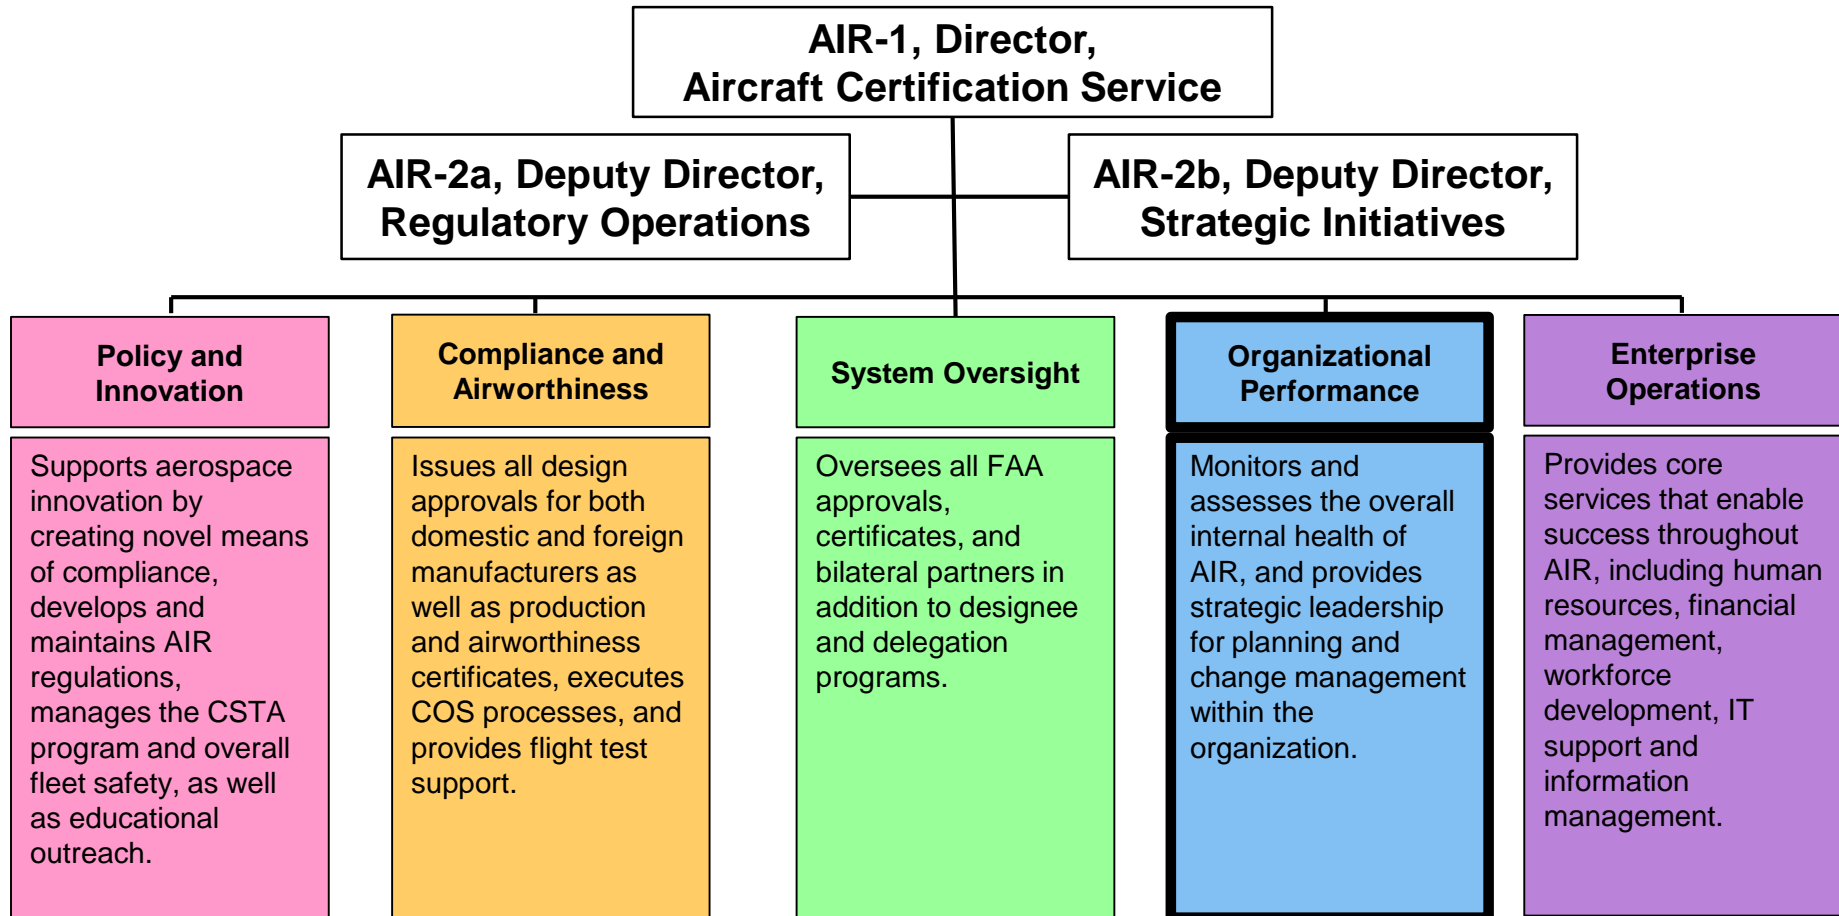 AIR-1, Director,
Aircraft Certification Service
AIR-2a, Deputy Director,
Regulatory Operations
AIR-2b, Deputy Director,
Strategic Initiatives
Policy and
Innovation
Supports aerospace
innovation by
creating novel means
of compliance,
develops and
maintains AIR
regulations,
manages the CSTA
program and overall
fleet safety, as well
as educational
outreach.
Compliance and
Airworthiness
Issues all design
approvals for both
domestic and foreign
manufacturers as
well as production
and airworthiness
certificates, executes
COS processes, and
provides flight test
support.
System Oversight
Oversees all FAA
approvals,
certificates, and
bilateral partners in
addition to designee
and delegation
programs.
Organizational
Performance
Monitors and
assesses the overall
internal health of
AIR, and provides
strategic leadership
for planning and
change management
within the
organization.
Enterprise
Operations
Provides core
services that enable
success throughout
AIR, including human
resources, financial
management,
workforce
development, IT
support and
information
management.